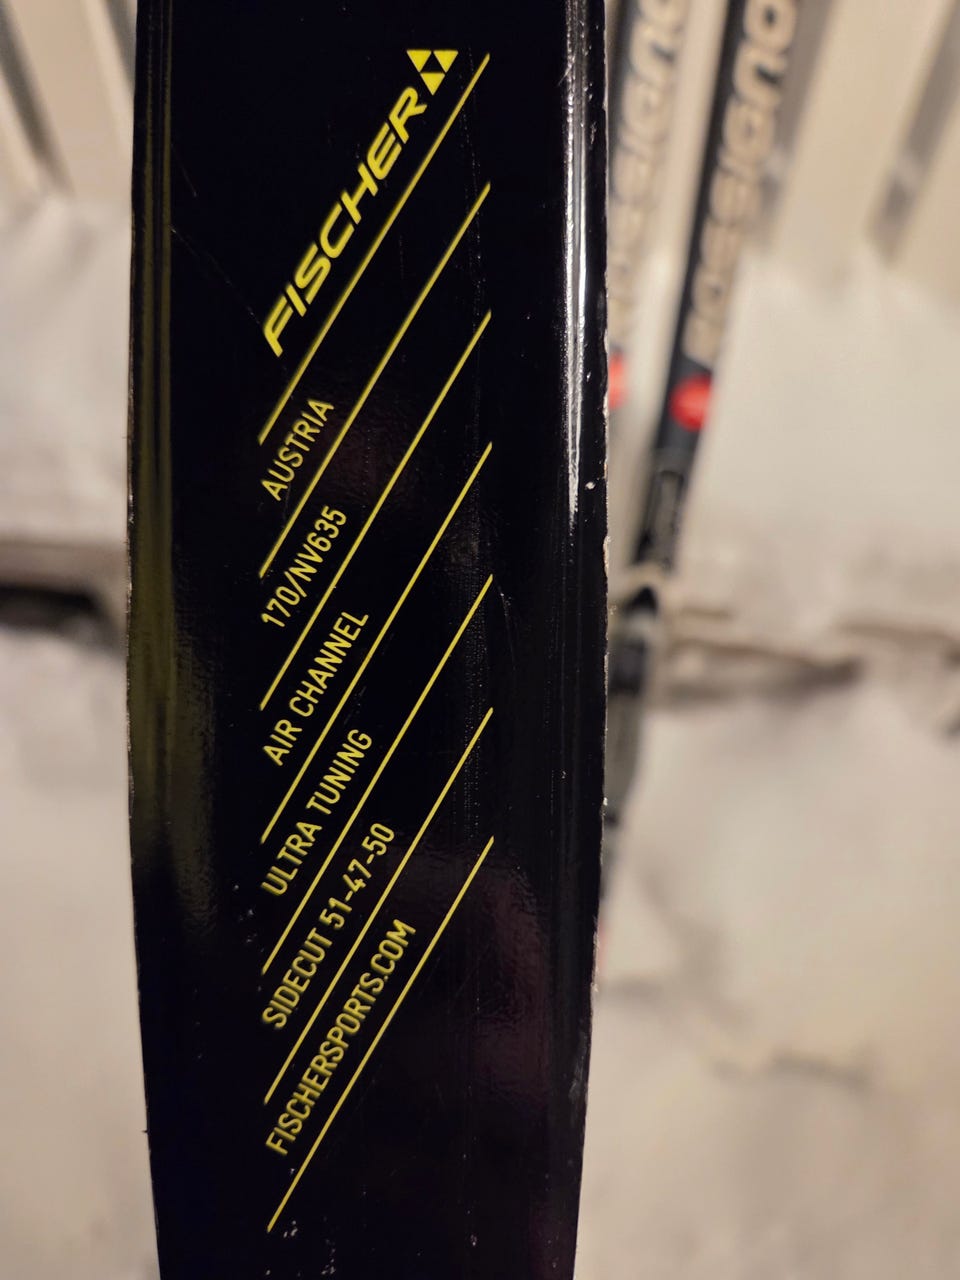 FISCHER
AUSTRIA
170/NV635
AIR CHANNEL
ULTRA TUNING
SIDECUT 51-47-50
FISCHERSPORTS.COM